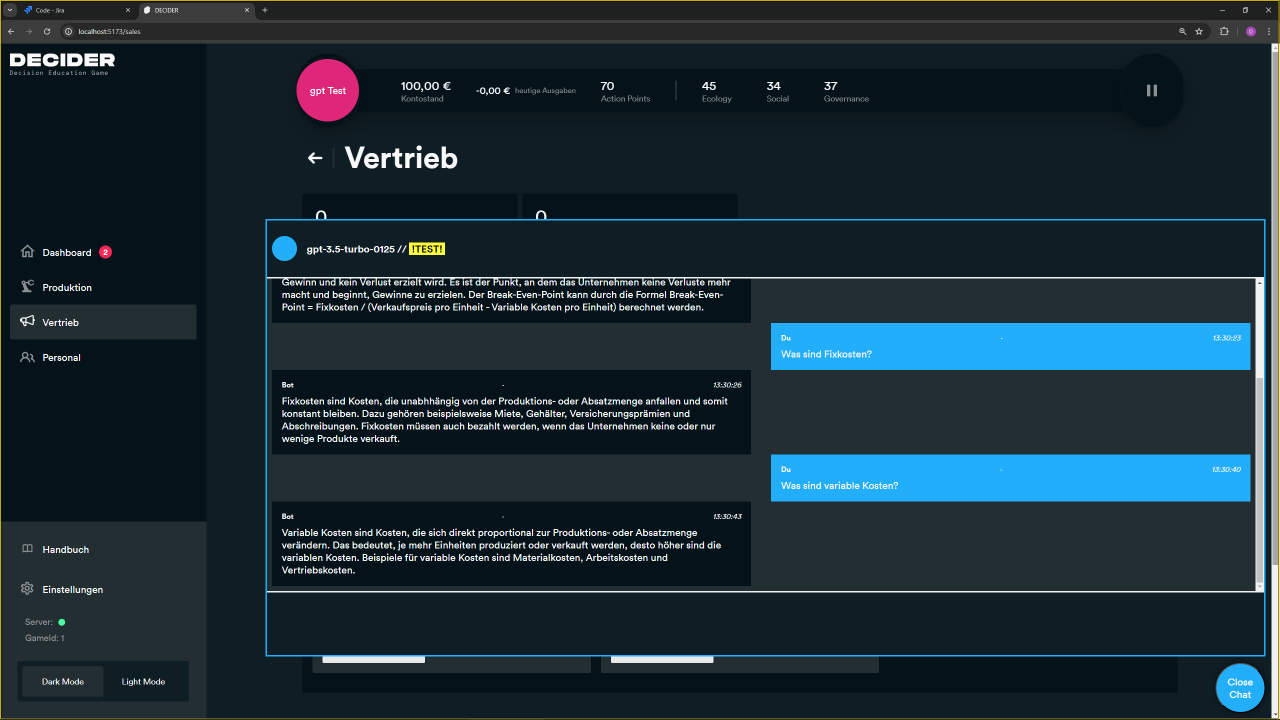 Code - Jira
DECIDER
localhost:5173/sales
DECIDER
Decision Education Game
gpt Test
100,00 €
Kontostand
-0,00 € heutige Ausgaben
70
Action Points
45
Ecology
34
Social
37
Governance
Vertrieb
0
0
Dashboard 2
Produktion
Vertrieb
Personal
gpt-3.5-turbo-0125 // !TEST!
Gewinn und kein Verlust erzielt wird. Es ist der Punkt, an dem das Unternehmen keine Verluste mehr
macht und beginnt, Gewinne zu erzielen. Der Break-Even-Point kann durch die Formel Break-Even-
Point = Fixkosten / (Verkaufspreis pro Einheit - Variable Kosten pro Einheit) berechnet werden.
Du - 13:30:23
Was sind Fixkosten?
Bot - 13:30:26
Fixkosten sind Kosten, die unabhhängig von der Produktions- oder Absatzmenge anfallen und somit
konstant bleiben. Dazu gehören beispielsweise Miete, Gehälter, Versicherungsprämien und
Abschreibungen. Fixkosten müssen auch bezahlt werden, wenn das Unternehmen keine oder nur
wenige Produkte verkauft.
Du - 13:30:40
Was sind variable Kosten?
Bot - 13:30:43
Variable Kosten sind Kosten, die sich direkt proportional zur Produktions- oder Absatzmenge
verändern. Das bedeutet, je mehr Einheiten produziert oder verkauft werden, desto höher sind die
variablen Kosten. Beispiele für variable Kosten sind Materialkosten, Arbeitskosten und
Vertriebskosten.
Handbuch
Einstellungen
Server:
GameId: 1
Dark Mode
Light Mode
Close
Chat